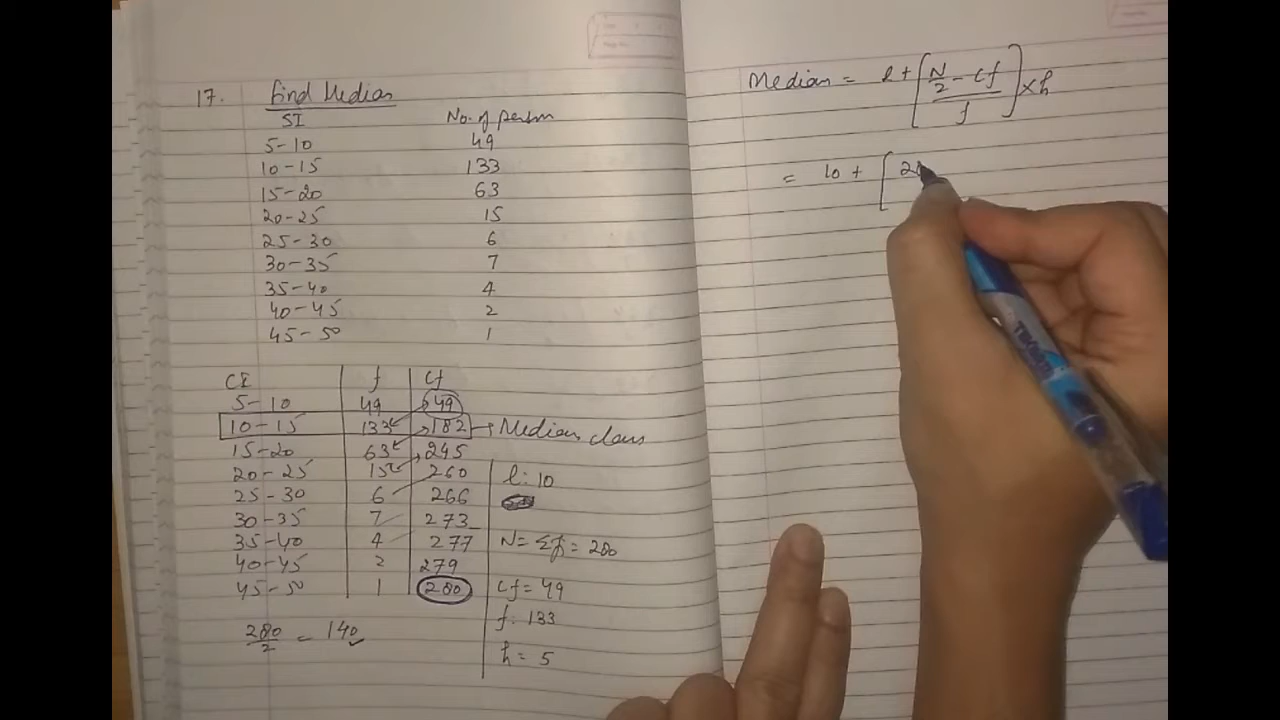 17. Find Median
SI No. of person
5-10 49
10-15 133
15-20 63
20-25 15
25-30 6
30-35 7
35-40 4
40-45 2
45-50 1
CI f Cf
5-10 49 49
10-15 133 182 → Median class
15-20 63 245
20-25 15 260
25-30 6 266
30-35 7 273
35-40 4 277
40-45 2 279
45-50 1 280
280/2 = 140
l: 10
N = Σf = 280
Cf = 49
f: 133
h = 5
Median = l + [N/2 - Cf / f] × h
= 10 + [ 28